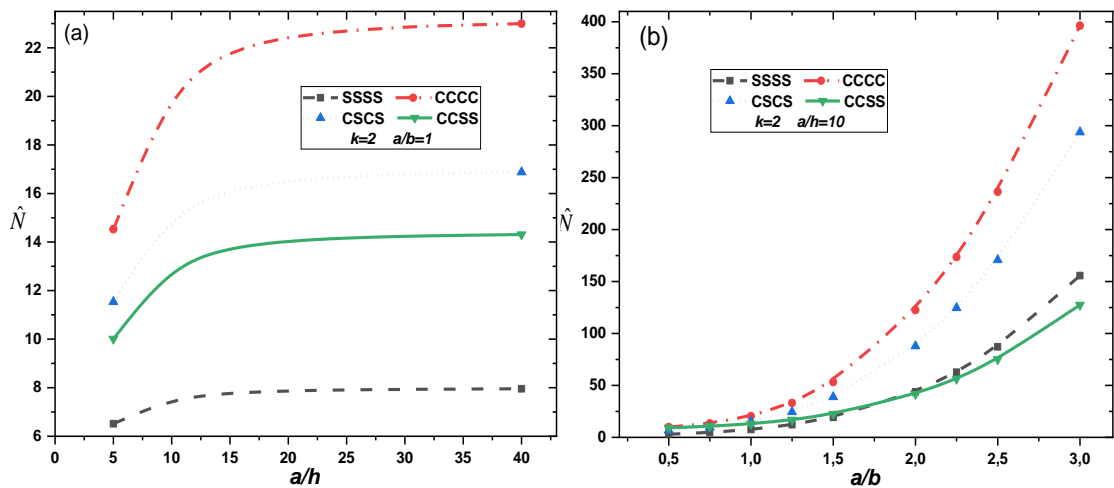 (a)
22
20
18
16
14
12
10
8
6
N̂
SSSS CCCC
CSCS CCSS
k=2 a/b=1
0 5 10 15 20 25 30 35 40
a/h
(b)
400
350
300
250
200
150
100
50
0
N̂
SSSS CCCC
CSCS CCSS
k=2 a/h=10
0,5 1,0 1,5 2,0 2,5 3,0
a/b